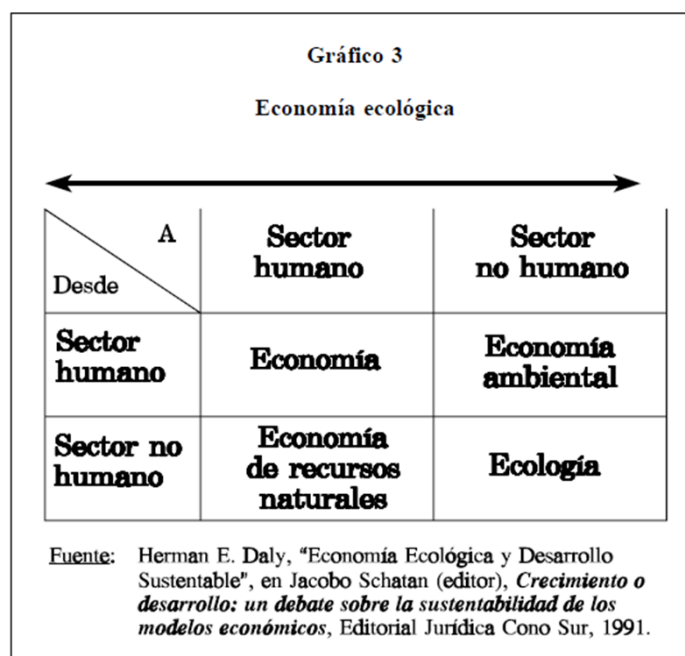 Gráfico 3
Economía ecológica
A
Desde
Sector humano
Sector no humano
Sector humano
Economía
Economía ambiental
Sector no humano
Economía de recursos naturales
Ecología
Fuente: Herman E. Daly, "Economía Ecológica y Desarrollo
Sustentable", en Jacobo Schatan (editor), Crecimiento o
desarrollo: un debate sobre la sustentabilidad de los
modelos económicos, Editorial Jurídica Cono Sur, 1991.